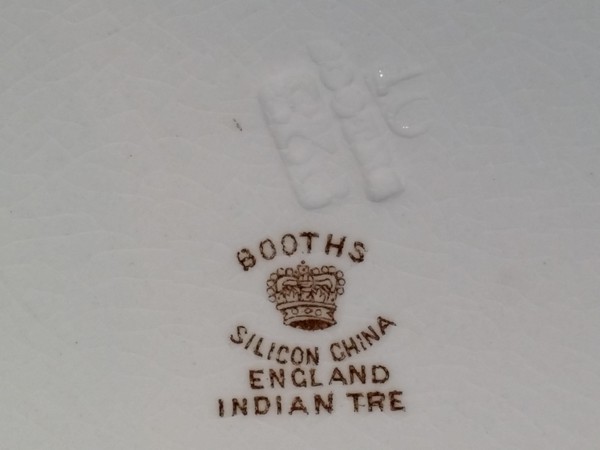 BOOTHS
SILICON CHINA
ENGLAND
INDIAN TRE